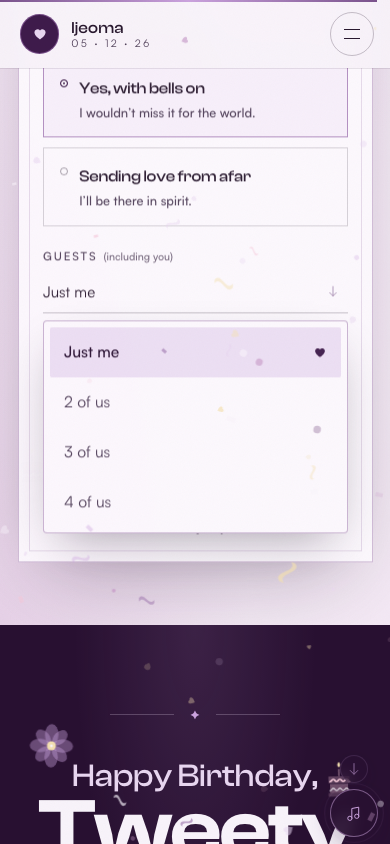 Ijeoma
05 · 12 · 26
Yes, with bells on
I wouldn't miss it for the world.
Sending love from afar
I'll be there in spirit.
GUESTS (including you)
Just me
Just me
2 of us
3 of us
4 of us
Happy Birthday,
Tweety